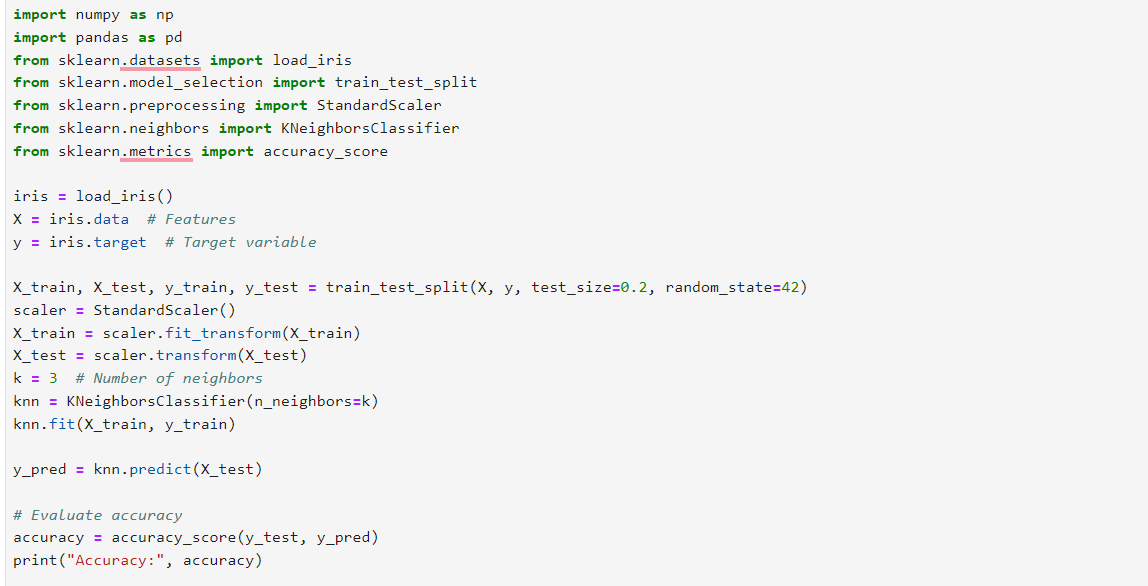 import numpy as np
import pandas as pd
from sklearn.datasets import load_iris
from sklearn.model_selection import train_test_split
from sklearn.preprocessing import StandardScaler
from sklearn.neighbors import KNeighborsClassifier
from sklearn.metrics import accuracy_score
iris = load_iris()
X = iris.data  # Features
y = iris.target  # Target variable
X_train, X_test, y_train, y_test = train_test_split(X, y, test_size=0.2, random_state=42)
scaler = StandardScaler()
X_train = scaler.fit_transform(X_train)
X_test = scaler.transform(X_test)
k = 3  # Number of neighbors
knn = KNeighborsClassifier(n_neighbors=k)
knn.fit(X_train, y_train)
y_pred = knn.predict(X_test)
# Evaluate accuracy
accuracy = accuracy_score(y_test, y_pred)
print("Accuracy:", accuracy)